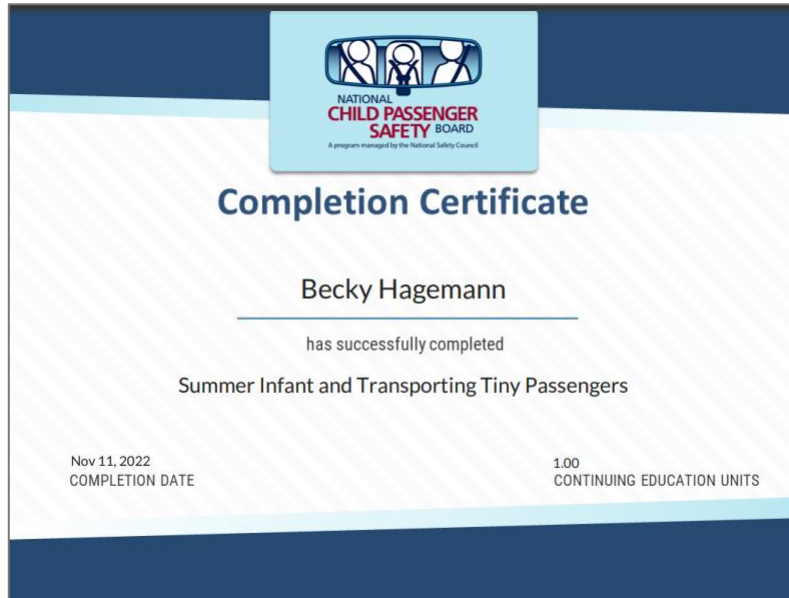 NATIONAL
CHILD PASSENGER
SAFETY BOARD
A program managed by the National Safety Council
Completion Certificate
Becky Hagemann
has successfully completed
Summer Infant and Transporting Tiny Passengers
Nov 11, 2022
COMPLETION DATE
1.00
CONTINUING EDUCATION UNITS